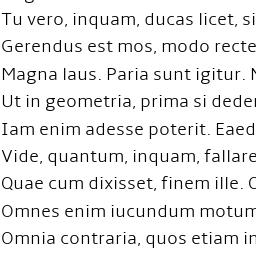 Tu vero, inquam, ducas licet, si
Gerendus est mos, modo recte
Magna laus. Paria sunt igitur.
Ut in geometria, prima si deder
Iam enim adesse poterit. Eaed
Vide, quantum, inquam, fallare
Quae cum dixisset, finem ille.
Omnes enim iucundum motum
Omnia contraria, quos etiam in